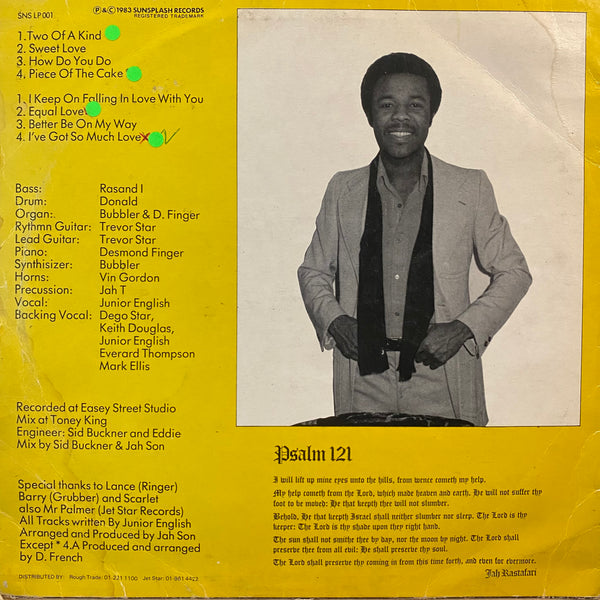 SNS LP 001
℗ & © 1983 SUNSPLASH RECORDS
REGISTERED TRADEMARK
1. Two Of A Kind
2. Sweet Love
3. How Do You Do
4. Piece Of The Cake
1. I Keep On Falling In Love With You
2. Equal Love
3. Better Be On My Way
4. I've Got So Much Love
Bass: Rasand I
Drum: Donald
Organ: Bubbler & D. Finger
Rythmn Guitar: Trevor Star
Lead Guitar: Trevor Star
Piano: Desmond Finger
Synthisizer: Bubbler
Horns: Vin Gordon
Precussion: Jah T
Vocal: Junior English
Backing Vocal: Dego Star,
Keith Douglas,
Junior English
Everard Thompson
Mark Ellis
Recorded at Easey Street Studio
Mix at Toney King
Engineer: Sid Buckner and Eddie
Mix by Sid Buckner & Jah Son
Special thanks to Lance (Ringer)
Barry (Grubber) and Scarlet
also Mr Palmer (Jet Star Records)
All Tracks written By Junior English
Arranged and Produced by Jah Son
Except * 4.A Produced and arranged
by D. French
DISTRIBUTED BY: Rough Trade: 01-221 1100 Jet Star: 01-961 4422
Psalm 121
I will lift up mine eyes unto the hills, from wence cometh my help.
My help cometh from the Lord, which made heaven and earth. He will not suffer thy
foot to be moved: He that kepth thee will not slumber.
Behold, He that kepth Israel shall neither slumber nor sleep. The Lord is thy
keeper: The Lord is thy shade upon they right hand.
The sun shall not smithe thee by day, nor the moon by night. The Lord shall
preserve thee from all evil: He shall preserve thy soul.
The Lord shall preserve thy coming in from this time forth, and even for evermore.
Jah Rastafari